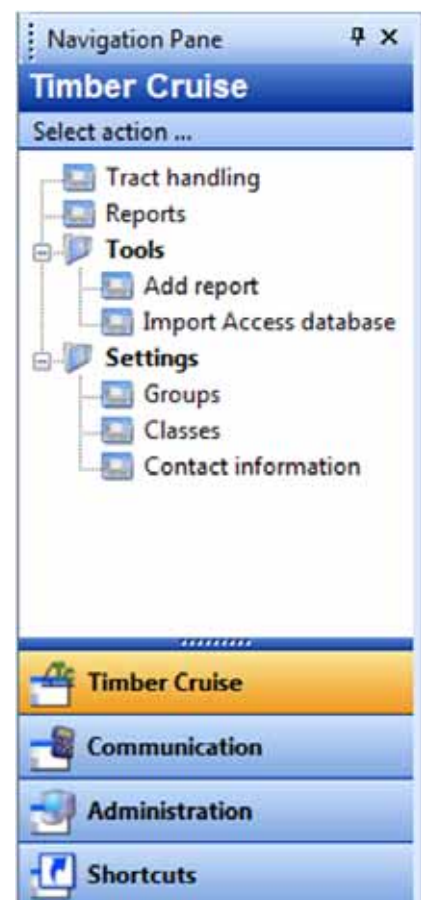 Navigation Pane
Timber Cruise
Select action ...
Tract handling
Reports
Tools
Add report
Import Access database
Settings
Groups
Classes
Contact information
Timber Cruise
Communication
Administration
Shortcuts